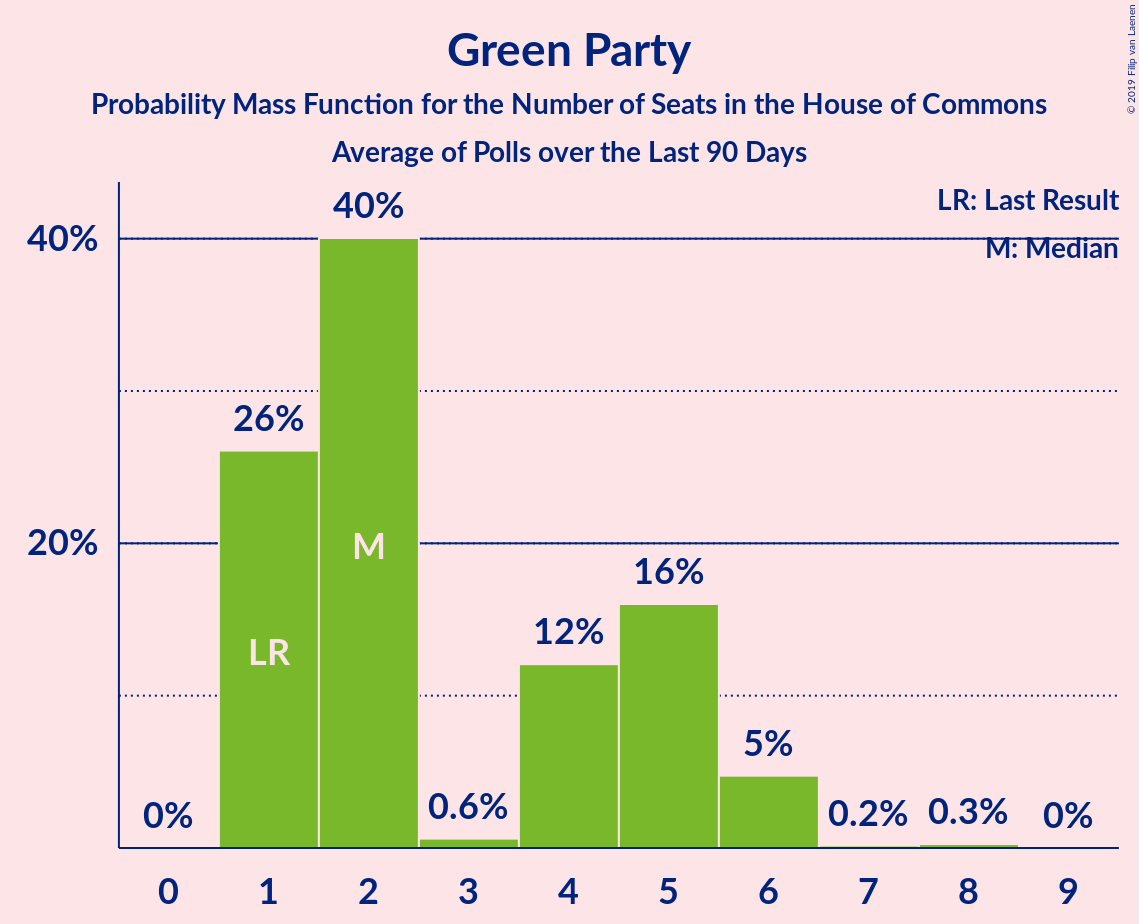 Green Party
Probability Mass Function for the Number of Seats in the House of Commons
Average of Polls over the Last 90 Days
© 2019 Filip van Laenen
LR: Last Result
M: Median
40%
20%
0%
26%
40%
0.6%
12%
16%
5%
0.2%
0.3%
0%
LR
M
0 1 2 3 4 5 6 7 8 9